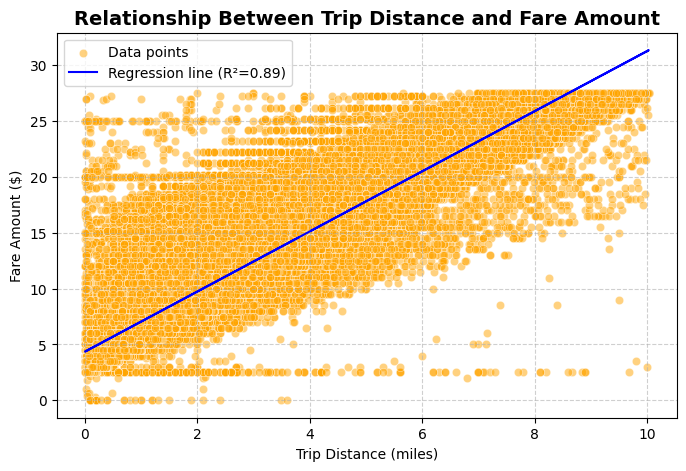 Relationship Between Trip Distance and Fare Amount
Data points
Regression line (R²=0.89)
30
25
20
15
10
5
0
Fare Amount ($)
0 2 4 6 8 10
Trip Distance (miles)